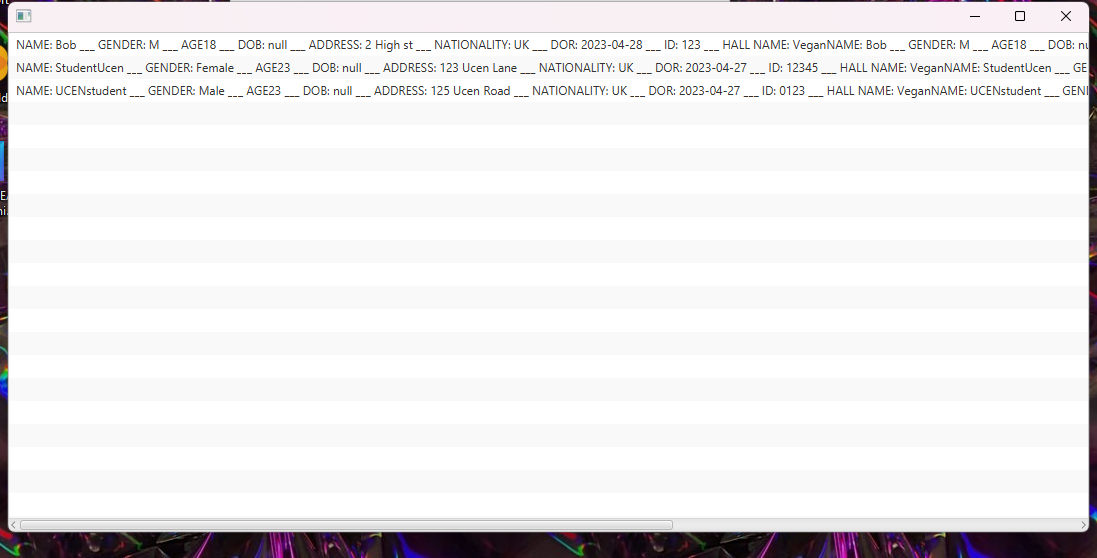 NAME: Bob ___ GENDER: M ___ AGE18 ___ DOB: null ___ ADDRESS: 2 High st ___ NATIONALITY: UK ___ DOR: 2023-04-28 ___ ID: 123 ___ HALL NAME: VeganNAME: Bob ___ GENDER: M ___ AGE18 ___ DOB:
NAME: StudentUcen ___ GENDER: Female ___ AGE23 ___ DOB: null ___ ADDRESS: 123 Ucen Lane ___ NATIONALITY: UK ___ DOR: 2023-04-27 ___ ID: 12345 ___ HALL NAME: VeganNAME: StudentUcen ___ GE
NAME: UCENstudent ___ GENDER: Male ___ AGE23 ___ DOB: null ___ ADDRESS: 125 Ucen Road ___ NATIONALITY: UK ___ DOR: 2023-04-27 ___ ID: 0123 ___ HALL NAME: VeganNAME: UCENstudent ___